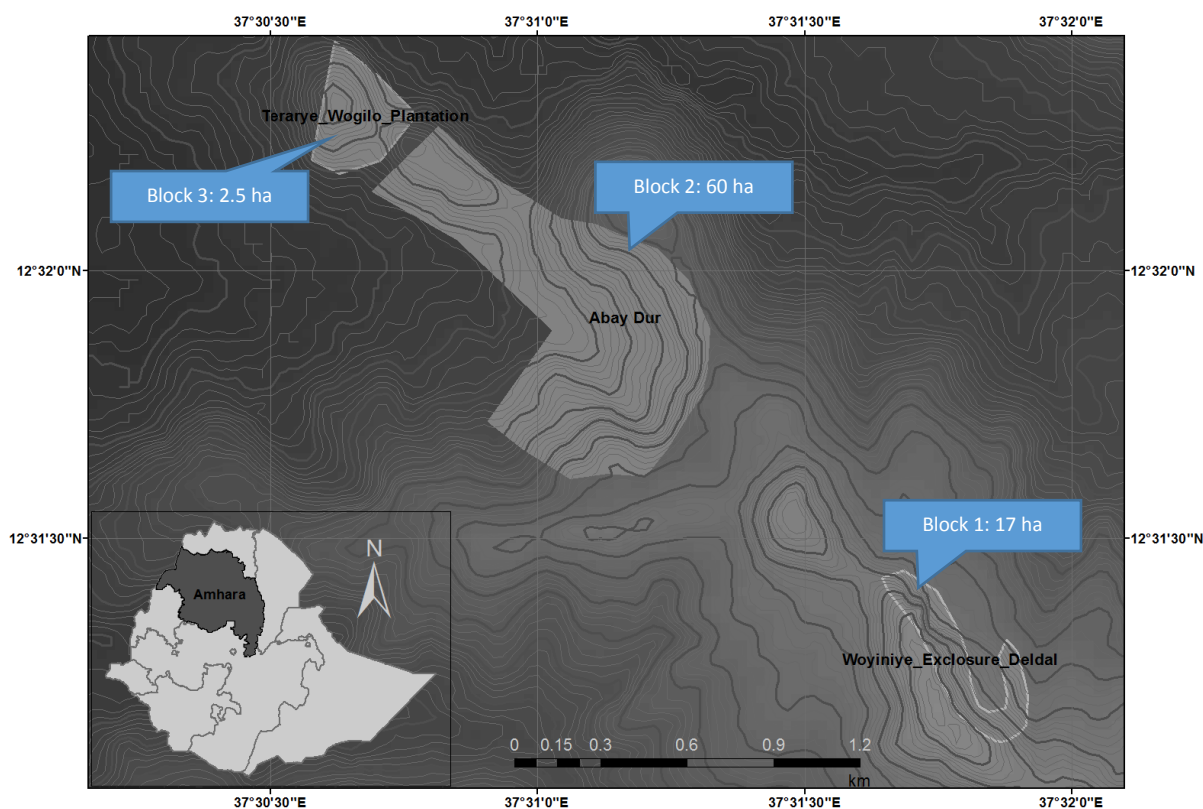 37°30'30"E 37°31'0"E 37°31'30"E 37°32'0"E
Terarye_Wogilo_Plantation
Block 3: 2.5 ha
Block 2: 60 ha
12°32'0"N 12°32'0"N
Abay Dur
Block 1: 17 ha
12°31'30"N 12°31'30"N
N
Amhara
Woyiniye_Exclosure_Deldal
0 0.15 0.3 0.6 0.9 1.2
km
37°30'30"E 37°31'0"E 37°31'30"E 37°32'0"E